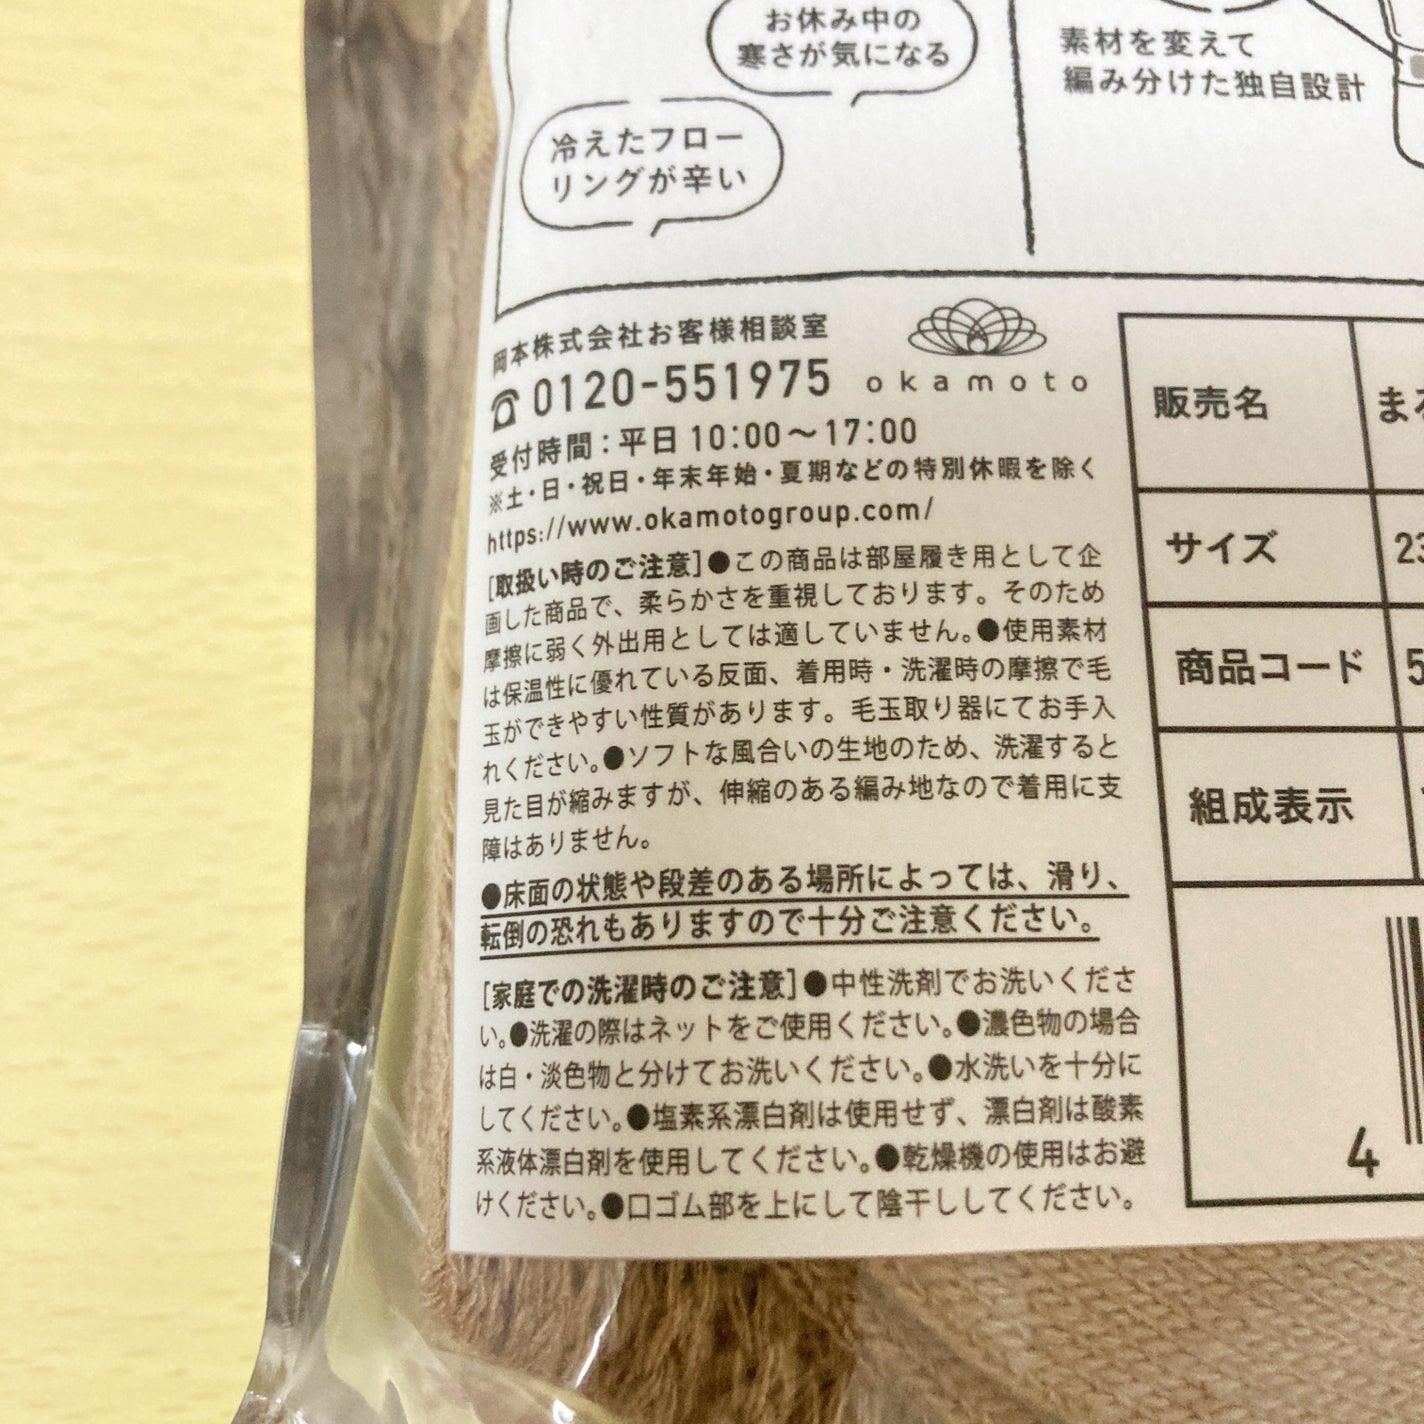 お休み中の
寒さが気になる
素材を変えて
編み分けた独自設計
冷えたフロー
リングが辛い
岡本株式会社お客様相談室
0120-551975
okamoto
受付時間：平日10:00〜17:00
※土・日・祝日・年末年始・夏期などの特別休暇を除く
https://www.okamotogroup.com/
[取扱い時のご注意]●この商品は部屋履き用として企
画した商品で、柔らかさを重視しております。そのため
摩擦に弱く外出用としては適していません。●使用素材
は保温性に優れている反面、着用時・洗濯時の摩擦で毛
玉ができやすい性質があります。毛玉取り器にてお手入
れください。●ソフトな風合いの生地のため、洗濯すると
見た目が縮みますが、伸縮のある編み地なので着用に支
障はありません。
●床面の状態や段差のある場所によっては、滑り、
転倒の恐れもありますので十分ご注意ください。
[家庭での洗濯時のご注意]●中性洗剤でお洗いくださ
い。●洗濯の際はネットをご使用ください。●濃色物の場合
は白・淡色物と分けてお洗いください。●水洗いを十分に
してください。●塩素系漂白剤は使用せず、漂白剤は酸素
系液体漂白剤を使用してください。●乾燥機の使用はお避
けください。●口ゴム部を上にして陰干ししてください。
販売名 ま
サイズ 23
商品コード 5
組成表示
4